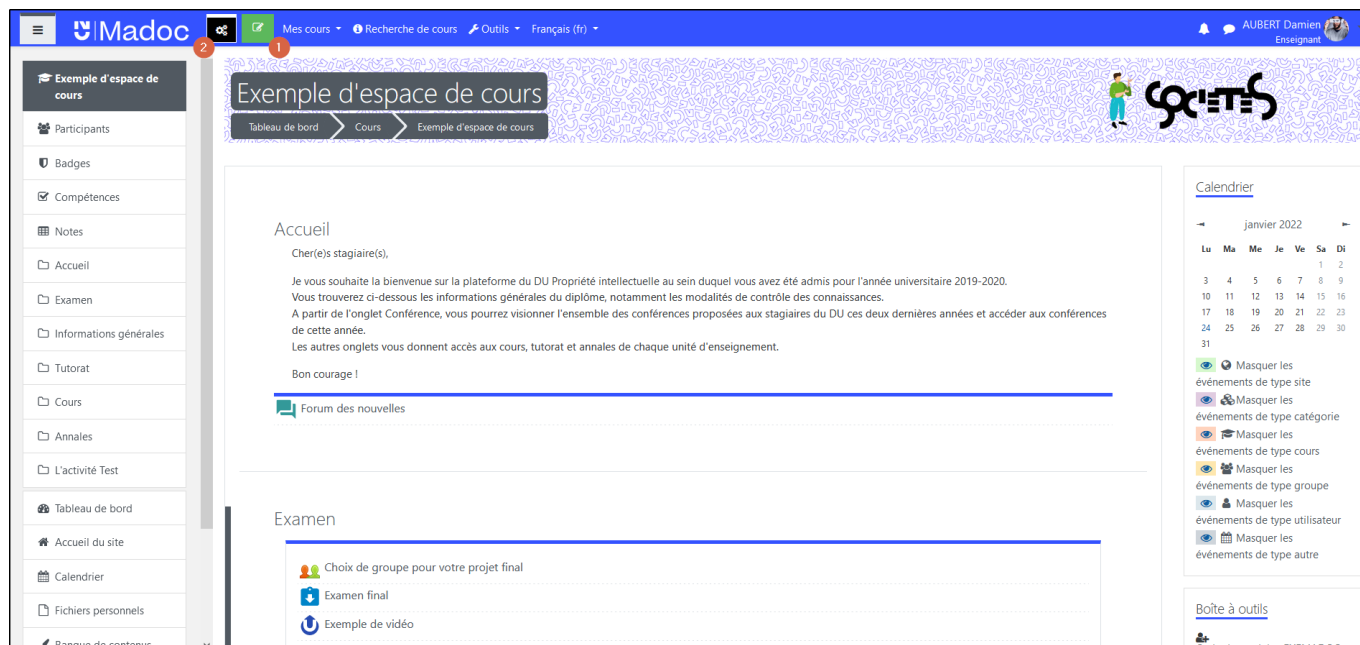 Madoc
2
1
Mes cours
Recherche de cours
Outils
Français (fr)
AUBERT Damien
Enseignant
Exemple d'espace de
cours
Participants
Badges
Compétences
Notes
Accueil
Examen
Informations générales
Tutorat
Cours
Annales
L'activité Test
Tableau de bord
Accueil du site
Calendrier
Fichiers personnels
Banque de contenus
Exemple d'espace de cours
Tableau de bord Cours Exemple d'espace de cours
SOCIETES
Accueil
Cher(e)s stagiaire(s),
Je vous souhaite la bienvenue sur la plateforme du DU Propriété intellectuelle au sein duquel vous avez été admis pour l'année universitaire 2019-2020.
Vous trouverez ci-dessous les informations générales du diplôme, notamment les modalités de contrôle des connaissances.
A partir de l'onglet Conférence, vous pourrez visionner l'ensemble des conférences proposées aux stagiaires du DU ces deux dernières années et accéder aux conférences
de cette année.
Les autres onglets vous donnent accès aux cours, tutorat et annales de chaque unité d'enseignement.
Bon courage !
Forum des nouvelles
Examen
Choix de groupe pour votre projet final
Examen final
Exemple de vidéo
Calendrier
janvier 2022
Lu Ma Me Je Ve Sa Di
1 2
3 4 5 6 7 8 9
10 11 12 13 14 15 16
17 18 19 20 21 22 23
24 25 26 27 28 29 30
31
Masquer les
événements de type site
Masquer les
événements de type catégorie
Masquer les
événements de type cours
Masquer les
événements de type groupe
Masquer les
événements de type utilisateur
Masquer les
événements de type autre
Boîte à outils